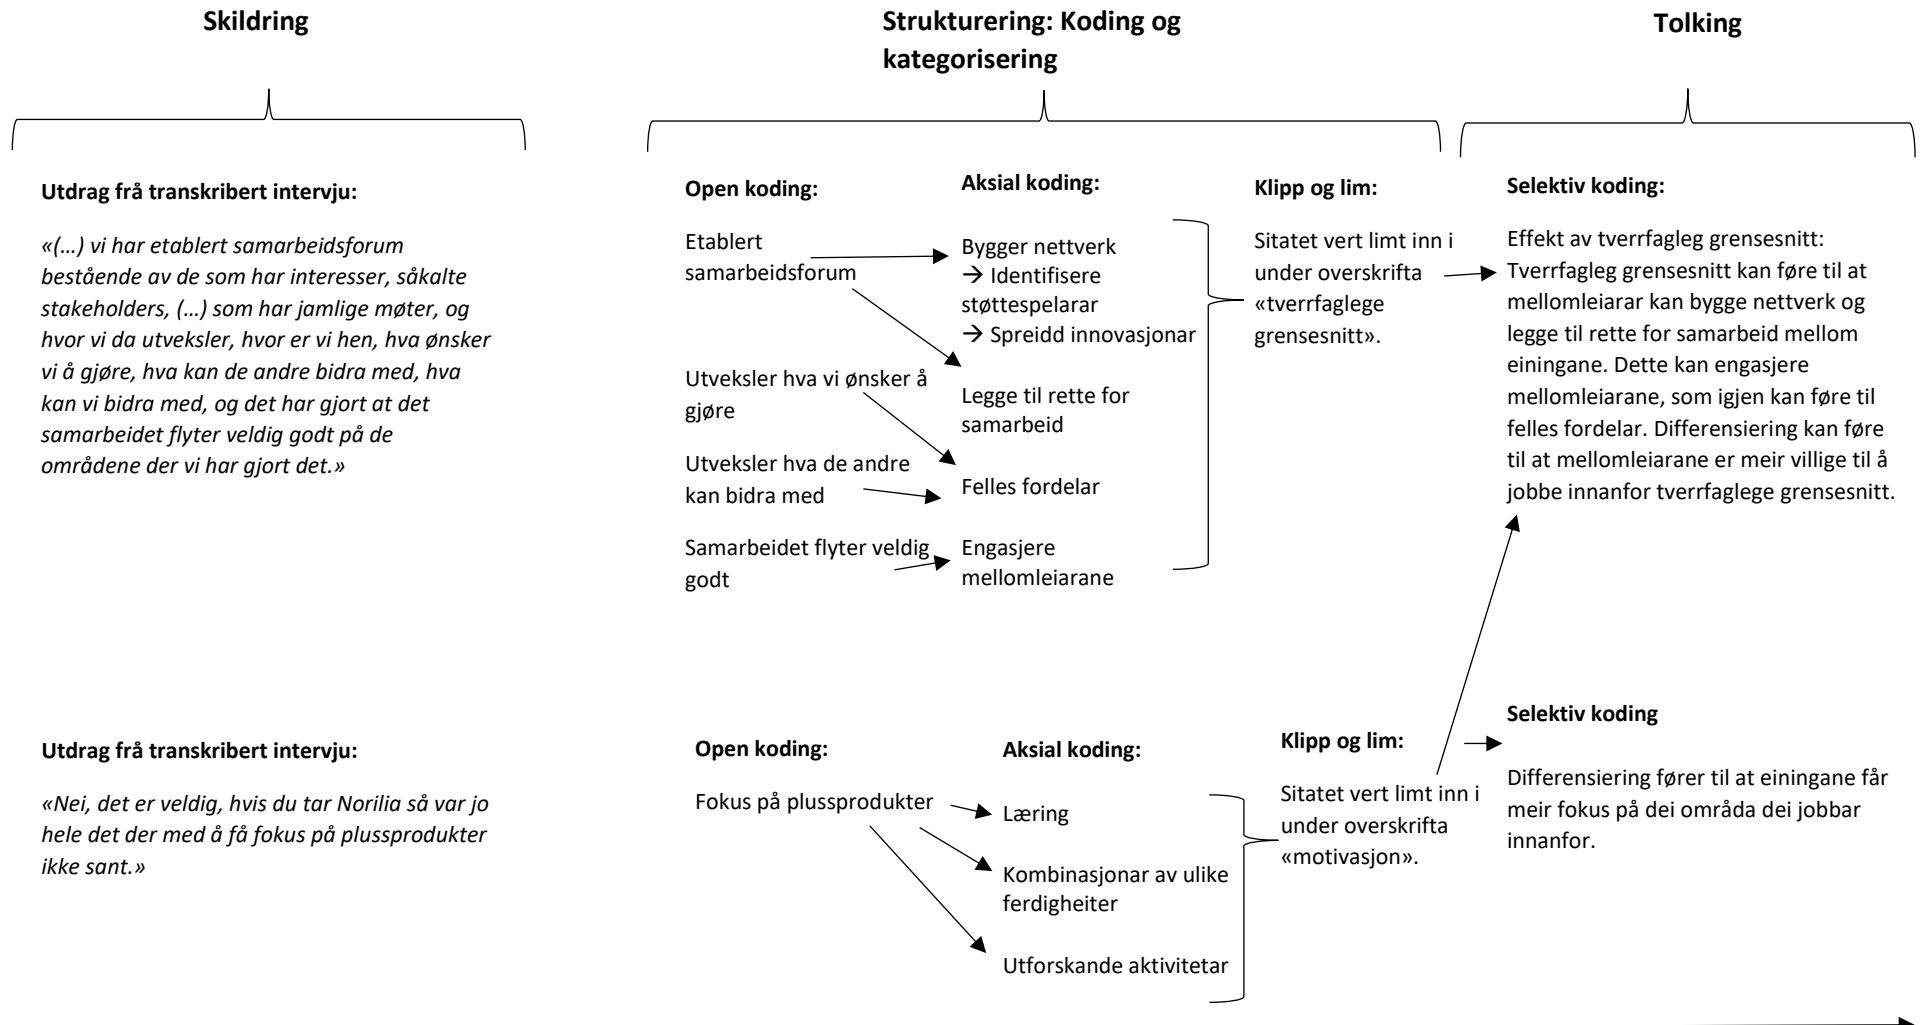 Skildring
Strukturering: Koding og
kategorisering
Tolking
Utdrag frå transkribert intervju:
«(…) vi har etablert samarbeidsforum
bestående av de som har interesser, såkalte
stakeholders, (…) som har jamlige møter, og
hvor vi da utveksler, hvor er vi hen, hva ønsker
vi å gjøre, hva kan de andre bidra med, hva
kan vi bidra med, og det har gjort at det
samarbeidet flyter veldig godt på de
områdene der vi har gjort det.»
Open koding:
Etablert
samarbeidsforum
Utveksler hva vi ønsker å
gjøre
Utveksler hva de andre
kan bidra med
Samarbeidet flyter veldig
godt
Aksial koding:
Bygger nettverk
→ Identifisere
støttespelarar
→ Spreidd innovasjonar
Legge til rette for
samarbeid
Felles fordelar
Engasjere
mellomleiarane
Klipp og lim:
Sitatet vert limt inn i
under overskrifta
«tverrfaglege
grensesnitt».
Selektiv koding:
Effekt av tverrfagleg grensesnitt:
Tverrfagleg grensesnitt kan føre til at
mellomleiarar kan bygge nettverk og
legge til rette for samarbeid mellom
einingane. Dette kan engasjere
mellomleiarane, som igjen kan føre til
felles fordelar. Differensiering kan føre
til at mellomleiarane er meir villige til å
jobbe innanfor tverrfaglege grensesnitt.
Utdrag frå transkribert intervju:
«Nei, det er veldig, hvis du tar Norilia så var jo
hele det der med å få fokus på plussprodukter
ikke sant.»
Open koding:
Fokus på plussprodukter
Aksial koding:
Læring
Kombinasjonar av ulike
ferdigheiter
Utforskande aktivitetar
Klipp og lim:
Sitatet vert limt inn i
under overskrifta
«motivasjon».
Selektiv koding
Differensiering fører til at einingane får
meir fokus på dei områda dei jobbar
innanfor.